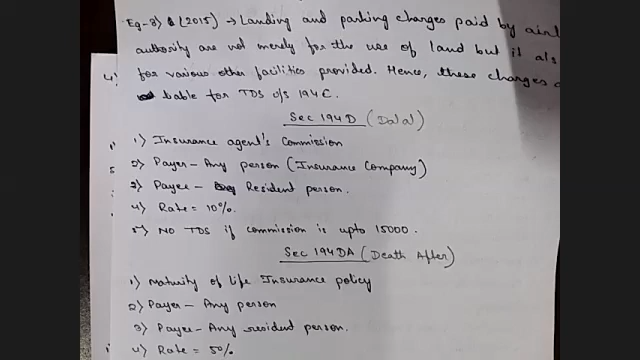 Eg-8) (2015) → Landing and parking charges paid by airl
authority are not merely for the use of land but it als
for various other facilities provided. Hence, these charges a
liable for TDS u/s 194C.
4)
Sec 194D (Dalal)
1) Insurance agent's Commission
2) Payer - Any person (Insurance Company)
3) Payee - Resident person.
4) Rate = 10%.
5) NO TDS if commission is upto 15000.
Sec 194DA (Death After)
1) Maturity of life Insurance policy
2) Payer - Any person
3) Payee - Any resident person.
4) Rate = 5%